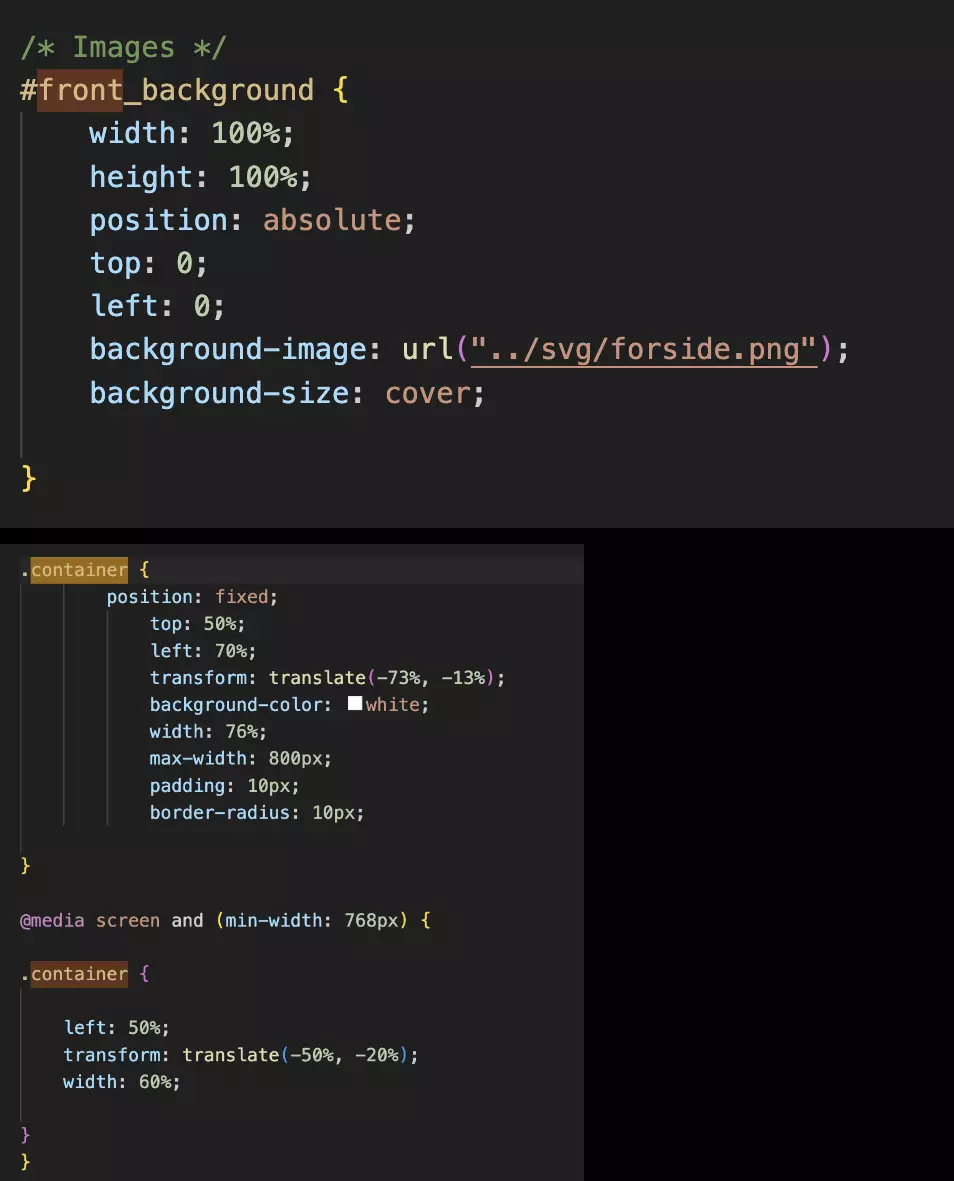 /* Images */
#front_background {
width: 100%;
height: 100%;
position: absolute;
top: 0;
left: 0;
background-image: url("../svg/forside.png");
background-size: cover;
}
.container {
position: fixed;
top: 50%;
left: 70%;
transform: translate(-73%, -13%);
background-color: white;
width: 76%;
max-width: 800px;
padding: 10px;
border-radius: 10px;
}
@media screen and (min-width: 768px) {
.container {
left: 50%;
transform: translate(-50%, -20%);
width: 60%;
}
}